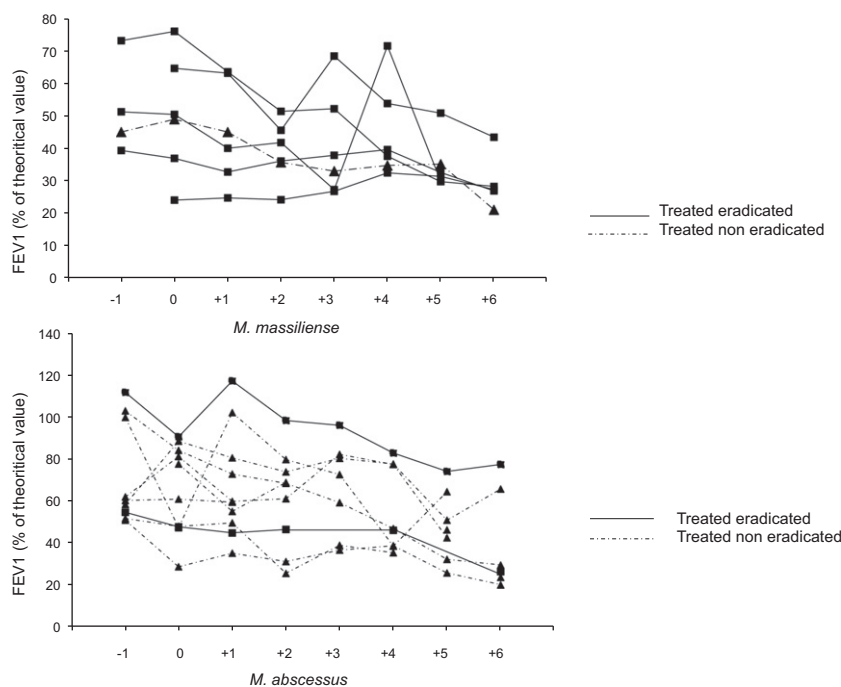 FEV1 (% of theoritical value)
80
70
60
50
40
30
20
10
0
-1 0 +1 +2 +3 +4 +5 +6
M. massiliense
Treated eradicated
Treated non eradicated
FEV1 (% of theoritical value)
140
120
100
80
60
40
20
0
-1 0 +1 +2 +3 +4 +5 +6
M. abscessus
Treated eradicated
Treated non eradicated